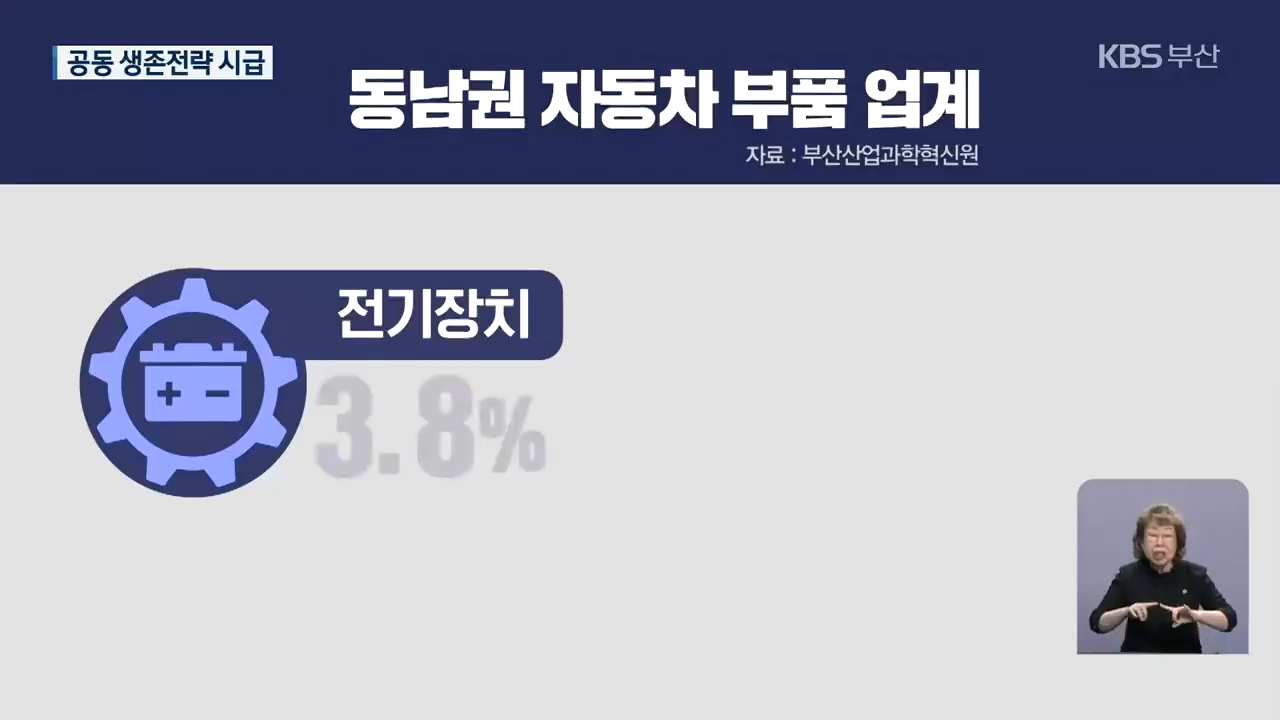 공동 생존전략 시급
KBS 부산
동남권 자동차 부품 업계
자료 : 부산산업과학혁신원
전기장치
3.8%